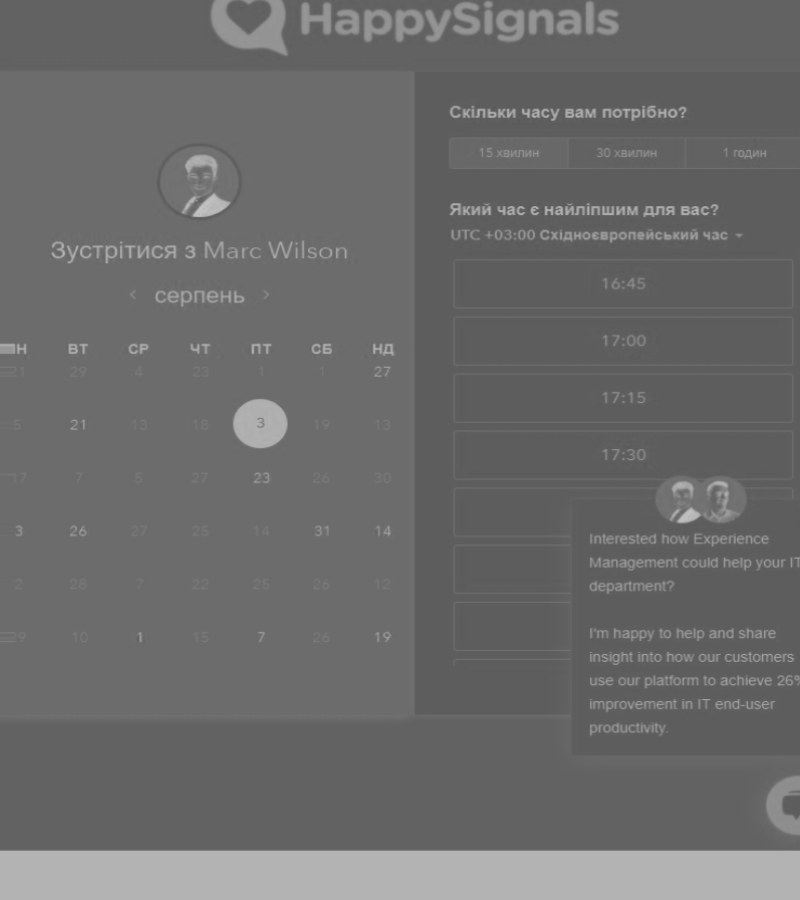 HappySignals
Зустрітися з Marc Wilson
серпень
Н ВТ СР ЧТ ПТ СБ НД
21 29 4 23 1 1 27
5 21 13 18 3 19 13
17 7 5 27 23 26 30
3 26 27 25 14 31 14
2 28 7 22 25 26 12
9 10 1 15 7 26 19
Скільки часу вам потрібно?
15 хвилин 30 хвилин 1 годин
Який час є найліпшим для вас?
UTC +03:00 Східноєвропейський час
16:45
17:00
17:15
17:30
Interested how Experience
Management could help your IT
department?
I'm happy to help and share
insight into how our customers
use our platform to achieve 26%
improvement in IT end-user
productivity.